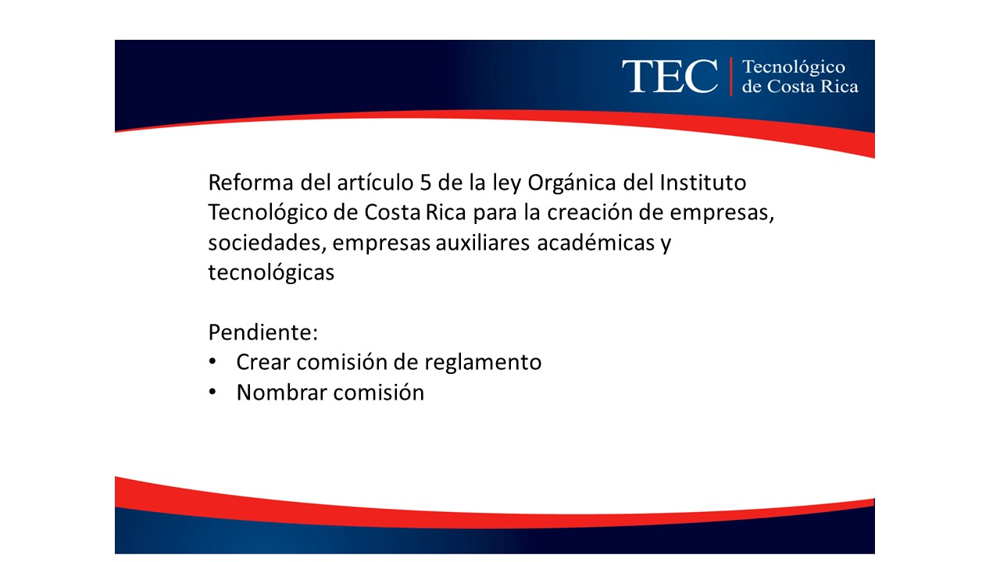 TEC
Tecnológico
de Costa Rica
Reforma del artículo 5 de la ley Orgánica del Instituto
Tecnológico de Costa Rica para la creación de empresas,
sociedades, empresas auxiliares académicas y
tecnológicas
Pendiente:
• Crear comisión de reglamento
• Nombrar comisión